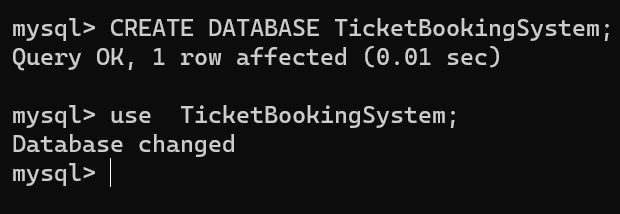 mysql> CREATE DATABASE TicketBookingSystem;
Query OK, 1 row affected (0.01 sec)
mysql> use  TicketBookingSystem;
Database changed
mysql>